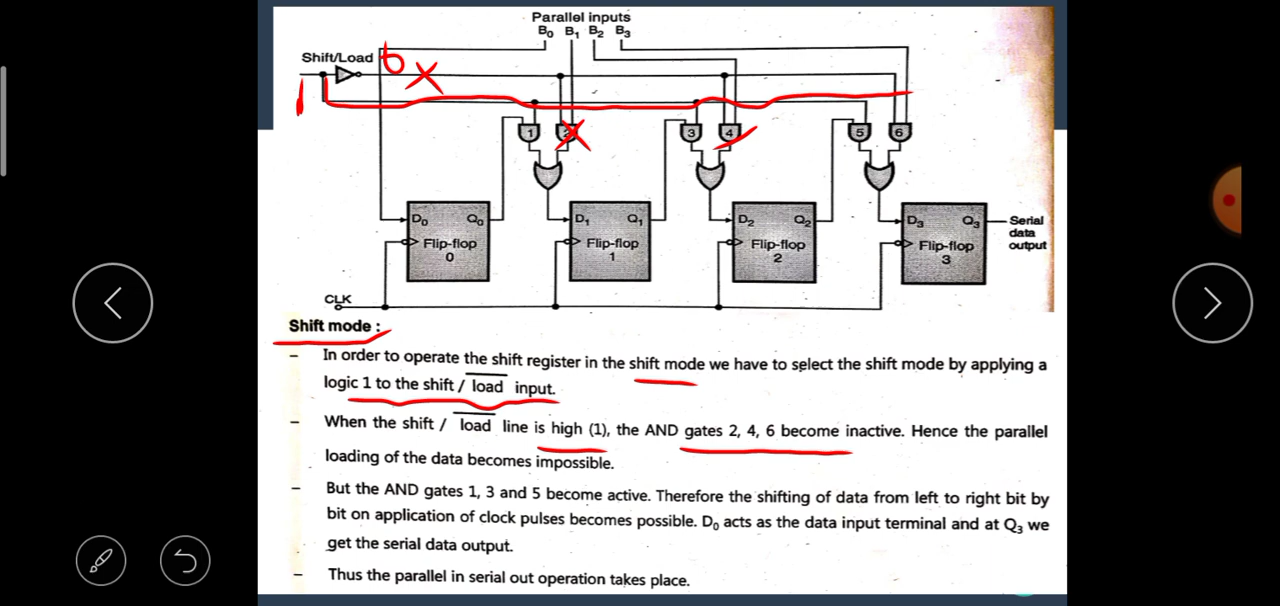 Parallel inputs
B₀ B₁ B₂ B₃
Shift/Load
1 2 3 4 5 6
D₀ Q₀ D₁ Q₁ D₂ Q₂ D₃ Q₃ Serial
data
output
Flip-flop Flip-flop Flip-flop Flip-flop
0 1 2 3
CLK
Shift mode :
– In order to operate the shift register in the shift mode we have to select the shift mode by applying a
logic 1 to the shift / load input.
– When the shift / load line is high (1), the AND gates 2, 4, 6 become inactive. Hence the parallel
loading of the data becomes impossible.
– But the AND gates 1, 3 and 5 become active. Therefore the shifting of data from left to right bit by
bit on application of clock pulses becomes possible. D₀ acts as the data input terminal and at Q₃ we
get the serial data output.
– Thus the parallel in serial out operation takes place.